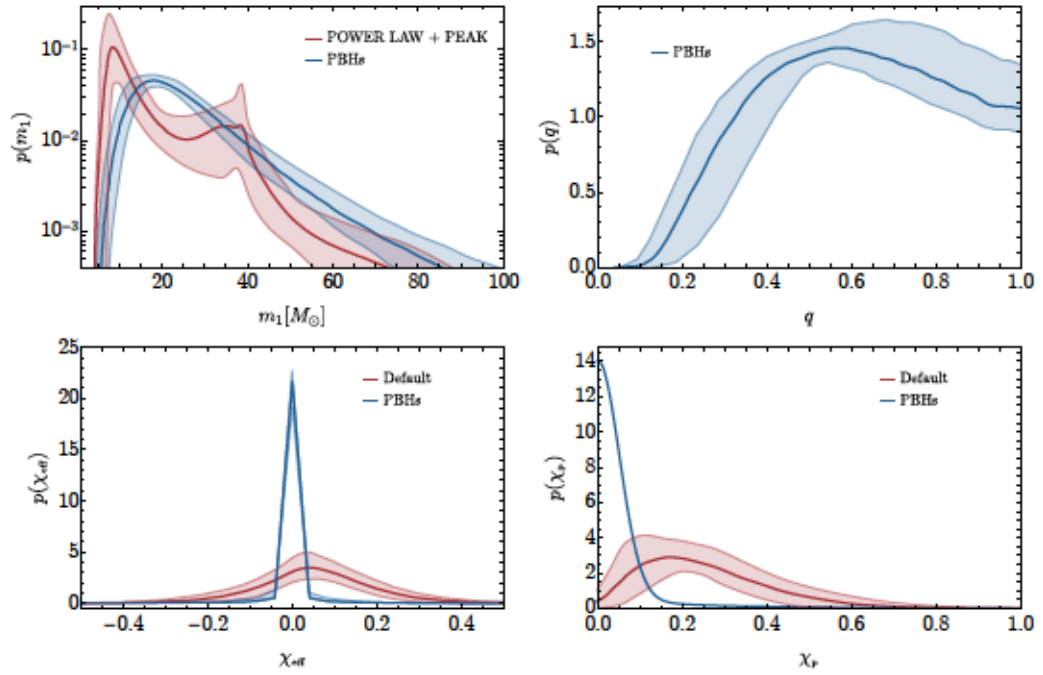 POWER LAW + PEAK
PBHs
10⁻¹
10⁻²
10⁻³
p(m₁)
20 40 60 80 100
m₁[M⊙]
PBHs
1.5
1.0
0.5
0.0
p(q)
0.0 0.2 0.4 0.6 0.8 1.0
q
25
20
15
10
5
0
Default
PBHs
p(χeff)
−0.4 −0.2 0.0 0.2 0.4
χeff
14
12
10
8
6
4
2
0
Default
PBHs
p(χp)
0.0 0.2 0.4 0.6 0.8 1.0
χp